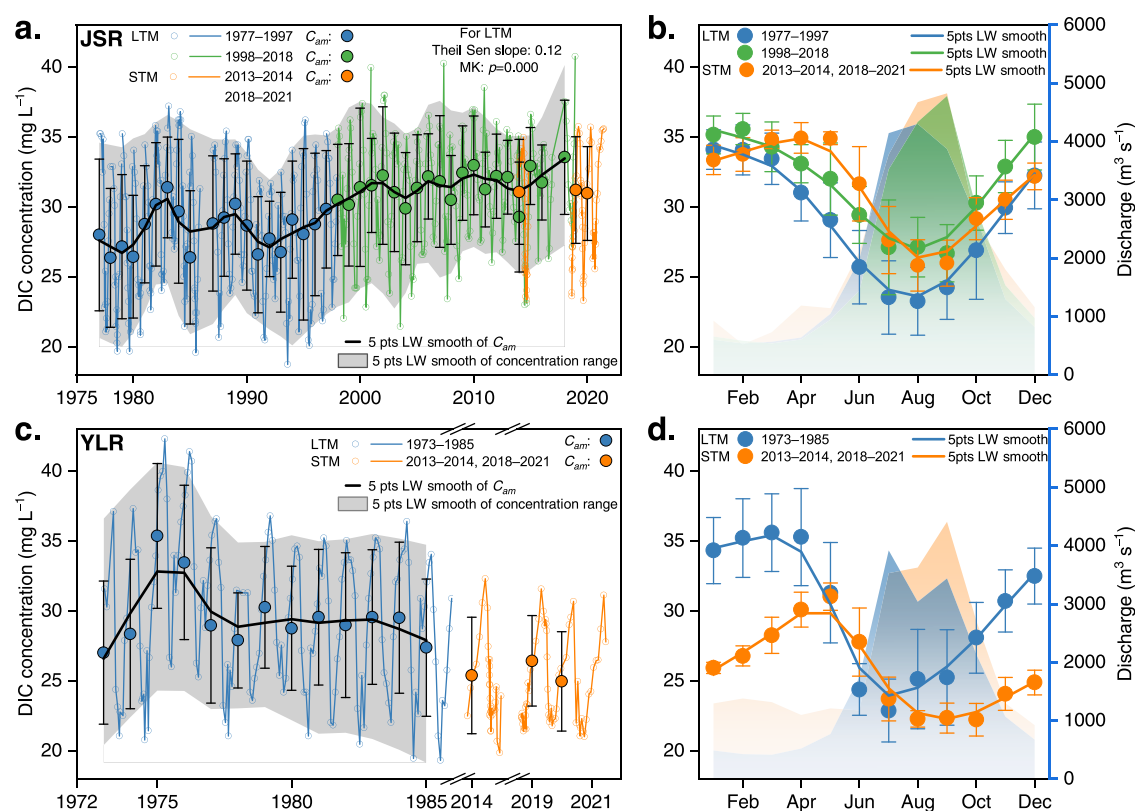 a.
JSR
LTM 1977–1997 Cam:
1998–2018 Cam:
STM 2013–2014 Cam:
2018–2021
For LTM
Theil Sen slope: 0.12
MK: p=0.000
5 pts LW smooth of Cam
5 pts LW smooth of concentration range
DIC concentration (mg L−1)
40
35
30
25
20
1975 1980 1990 2000 2010 2020
b.
LTM 1977–1997 5pts LW smooth
1998–2018 5pts LW smooth
STM 2013–2014, 2018–2021 5pts LW smooth
40
35
30
25
20
Feb Apr Jun Aug Oct Dec
6000
5000
4000
3000
2000
1000
0
Discharge (m3 s−1)
c.
YLR
LTM 1973–1985 Cam:
STM 2013–2014, 2018–2021 Cam:
5 pts LW smooth of Cam
5 pts LW smooth of concentration range
DIC concentration (mg L−1)
40
35
30
25
20
1972 1975 1980 1985 2014 2019 2021
d.
LTM 1973–1985 5pts LW smooth
STM 2013–2014, 2018–2021 5pts LW smooth
40
35
30
25
20
Feb Apr Jun Aug Oct Dec
6000
5000
4000
3000
2000
1000
0
Discharge (m3 s−1)